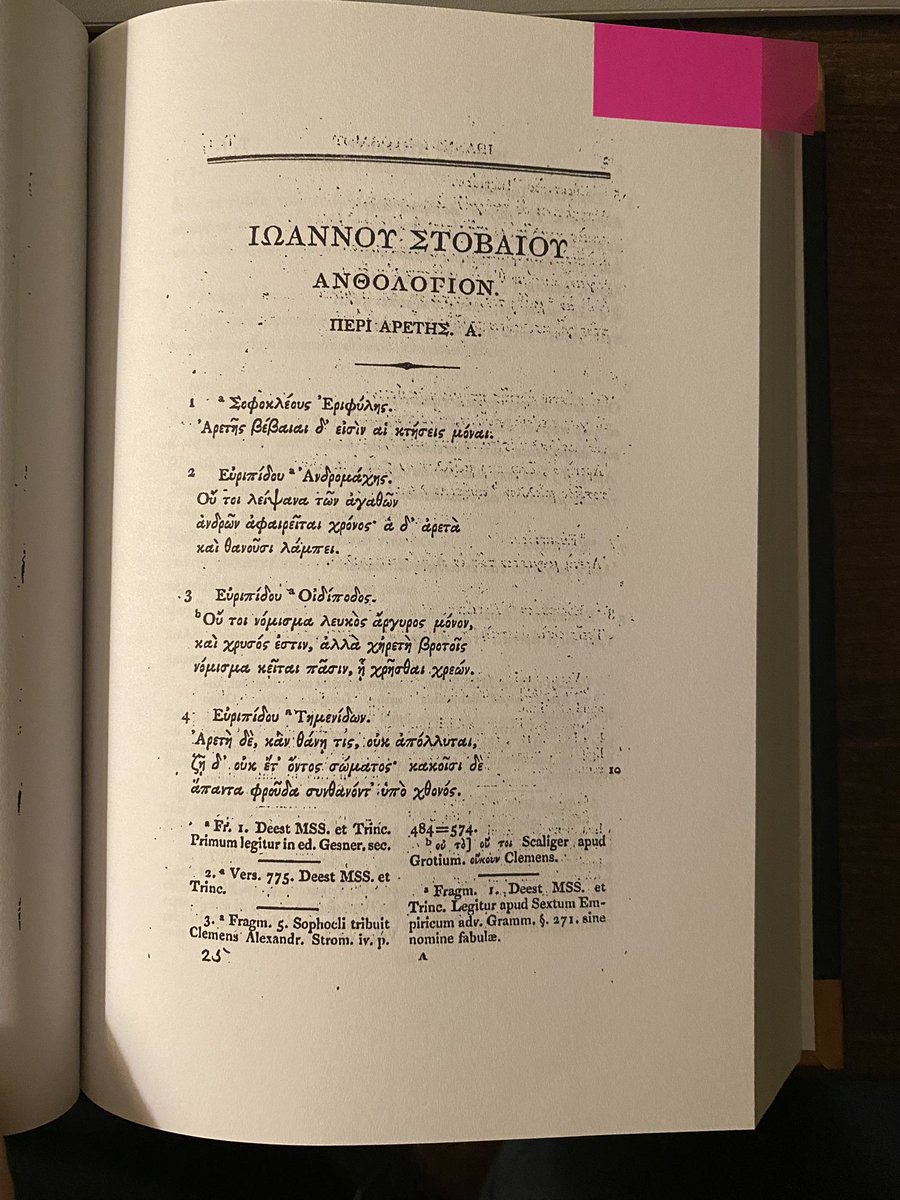 ΙΩΑΝΝΟΥ ΣΤΟΒΑΙΟΥ
ΑΝΘΟΛΟΓΙΟΝ.
ΠΕΡΙ ΑΡΕΤΗΣ. Α.
1 ᵃ Σοφοκλέους Ἐριφύλης.
Ἀρετῆς βέβαιαι δ' εἰσὶν αἱ κτήσεις μόναι.
2 Εὐριπίδου ᵃ Ἀνδρομάχης.
Οὔ τοι λείψανα τῶν ἀγαθῶν
ἀνδρῶν ἀφαιρεῖται χρόνος· ἁ δ' ἀρετὰ
καὶ θανοῦσι λάμπει.
3 Εὐριπίδου ᵃ Οἰδίποδος.
ᵇ Οὔ τοι νόμισμα λευκὸς ἄργυρος μόνον,
καὶ χρυσός ἐστιν, ἀλλὰ χἠρετὴ βροτοῖς
νόμισμα κεῖται πᾶσιν, ᾗ χρῆσθαι χρεών.
4 Εὐριπίδου ᵃ Τημενίδων.
Ἀρετὴ δὲ, κἂν θάνῃ τις, οὐκ ἀπόλλυται,
ζῇ δ' οὐκ ἔτ' ὄντος σώματος· κακοῖσι δὲ 10
ἅπαντα φροῦδα συνθανόνθ' ὑπὸ χθονός.
ᵃ Fr. 1. Deest MSS. et Trinc.
Primum legitur in ed. Gesner. sec.
2. ᵃ Vers. 775. Deest MSS. et
Trinc.
3. ᵃ Fragm. 5. Sophocli tribuit
Clemens Alexandr. Strom. iv. p.
484=574.
ᵇ οὐ τὸ] οὔ τοι Scaliger apud
Grotium. οὔκουν Clemens.
ᵃ Fragm. 1. Deest MSS. et
Trinc. Legitur apud Sextum Em-
piricum adv. Gramm. §. 271. sine
nomine fabulæ.
25
A